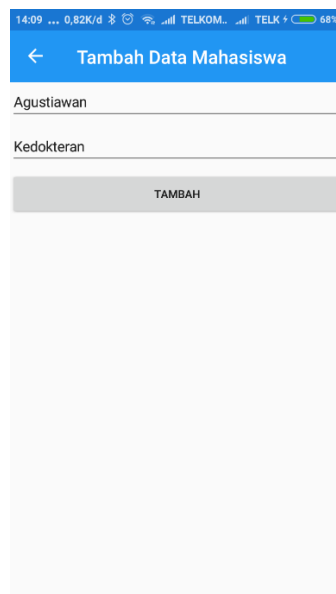 14:09 ... 0,82K/d TELKOM.. TELK 68%
Tambah Data Mahasiswa
Agustiawan
Kedokteran
TAMBAH